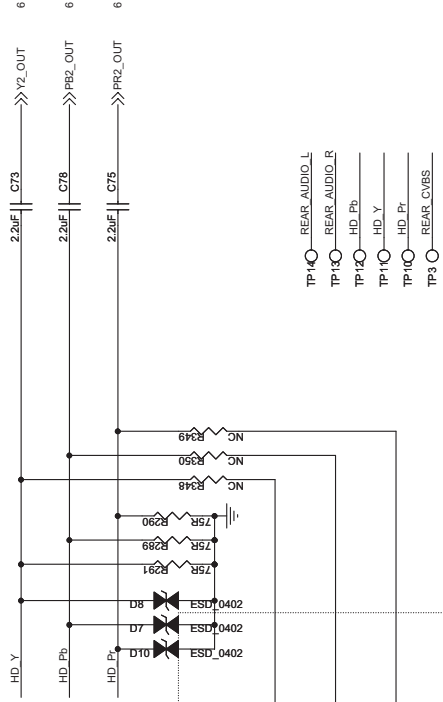 6
6
6
Y2_OUT
PB2_OUT
PR2_OUT
C73
C78
C75
2.2uF
2.2uF
2.2uF
REAR_AUDIO_L
REAR_AUDIO_R
HD_Pb
HD_Y
HD_Pr
REAR_CVBS
TP14
TP13
TP12
TP11
TP10
TP3
R349
NC
R350
NC
R348
NC
R290
75R
R289
75R
R291
75R
D8
ESD_0402
D7
ESD_0402
D10
ESD_0402
HD_Y
HD_Pb
HD_Pr